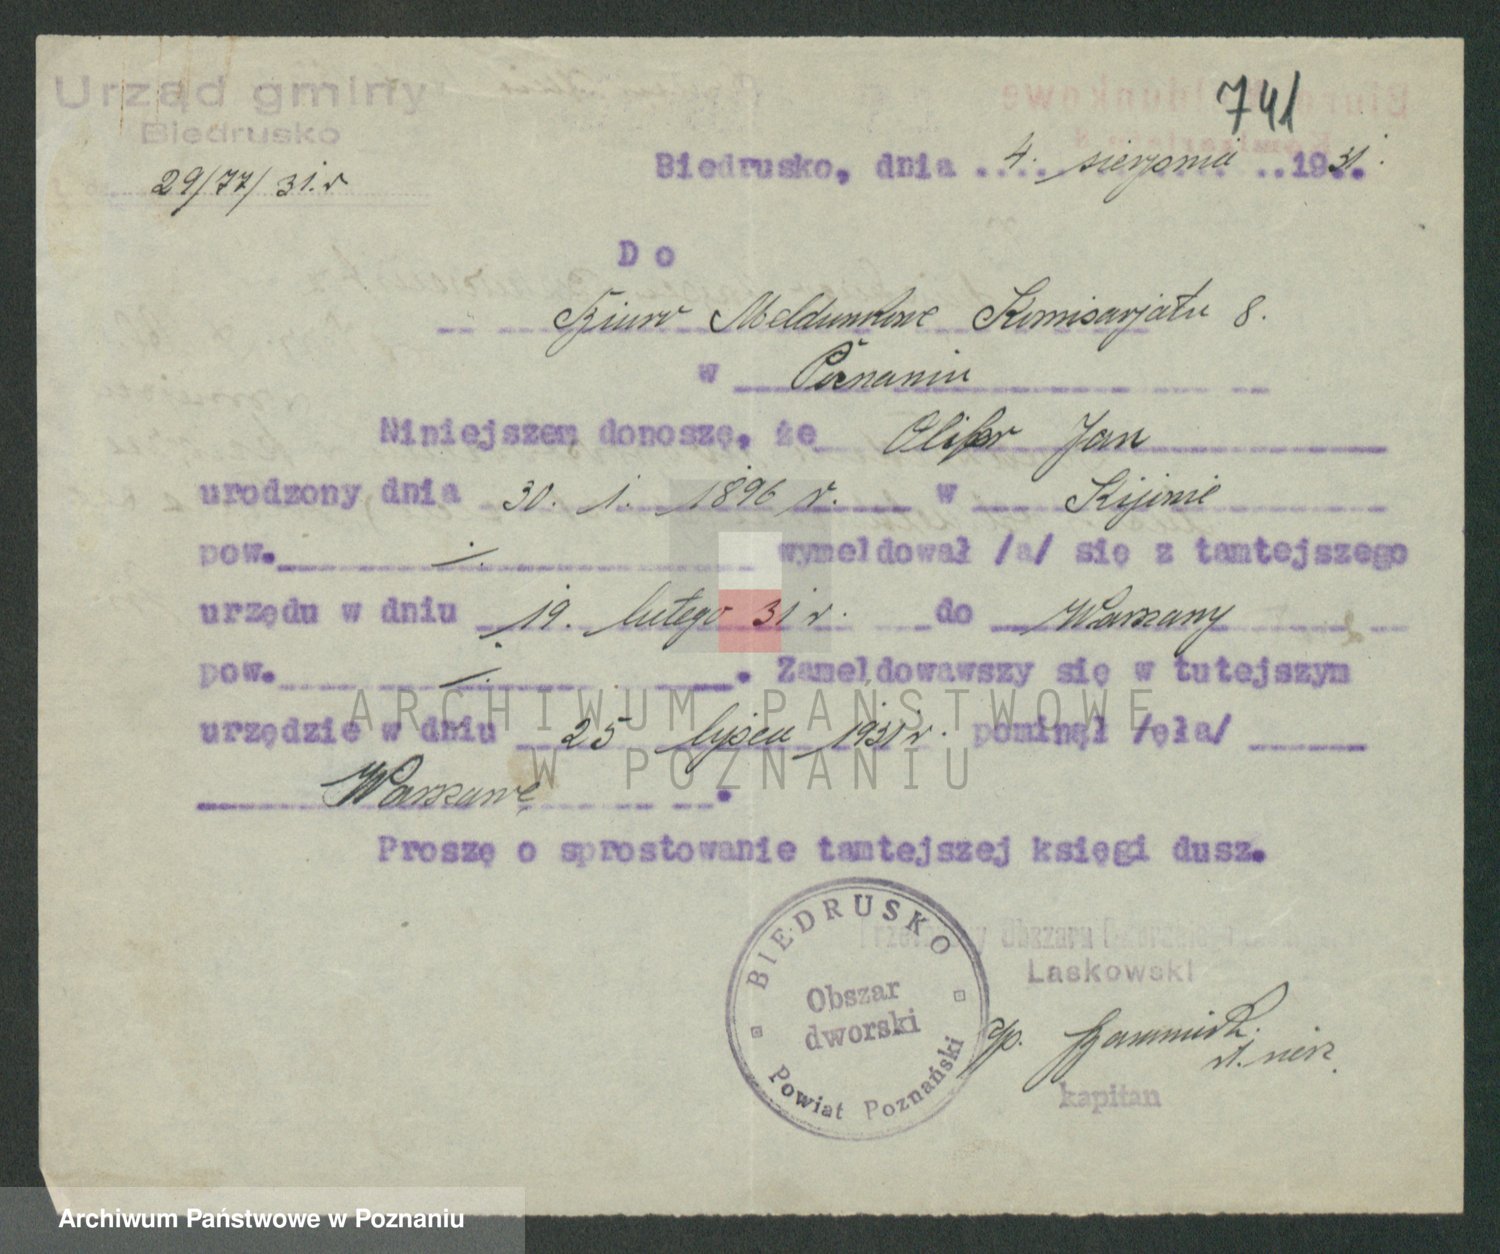 Urząd gminy
Biedrusko
741
29/77/31.r
Biedrusko, dnia 4. sierpnia 1931.
Do
Biuro Meldunkowe Komisarjatu 8.
w Poznaniu
Niniejszem donoszę, że Olifer Jan
urodzony dnia 30. 1. 1896 r. w Kijowie
pow. ./. wymeldował /a/ się z tamtejszego
urzędu w dniu 19. lutego 31 r. do Warszawy
pow. ./. . Zameldowawszy się w tutejszym
urzędzie w dniu 25 lipca 1931 r. pominął /ęła/
Warszawę.
Proszę o sprostowanie tamtejszej księgi dusz.
Obszaru
Laskowski
kapitan
BIEDRUSKO
Obszar
dworski
Powiat Poznański
ARCHIWUM PAŃSTWOWE
W POZNANIU
Archiwum Państwowe w Poznaniu